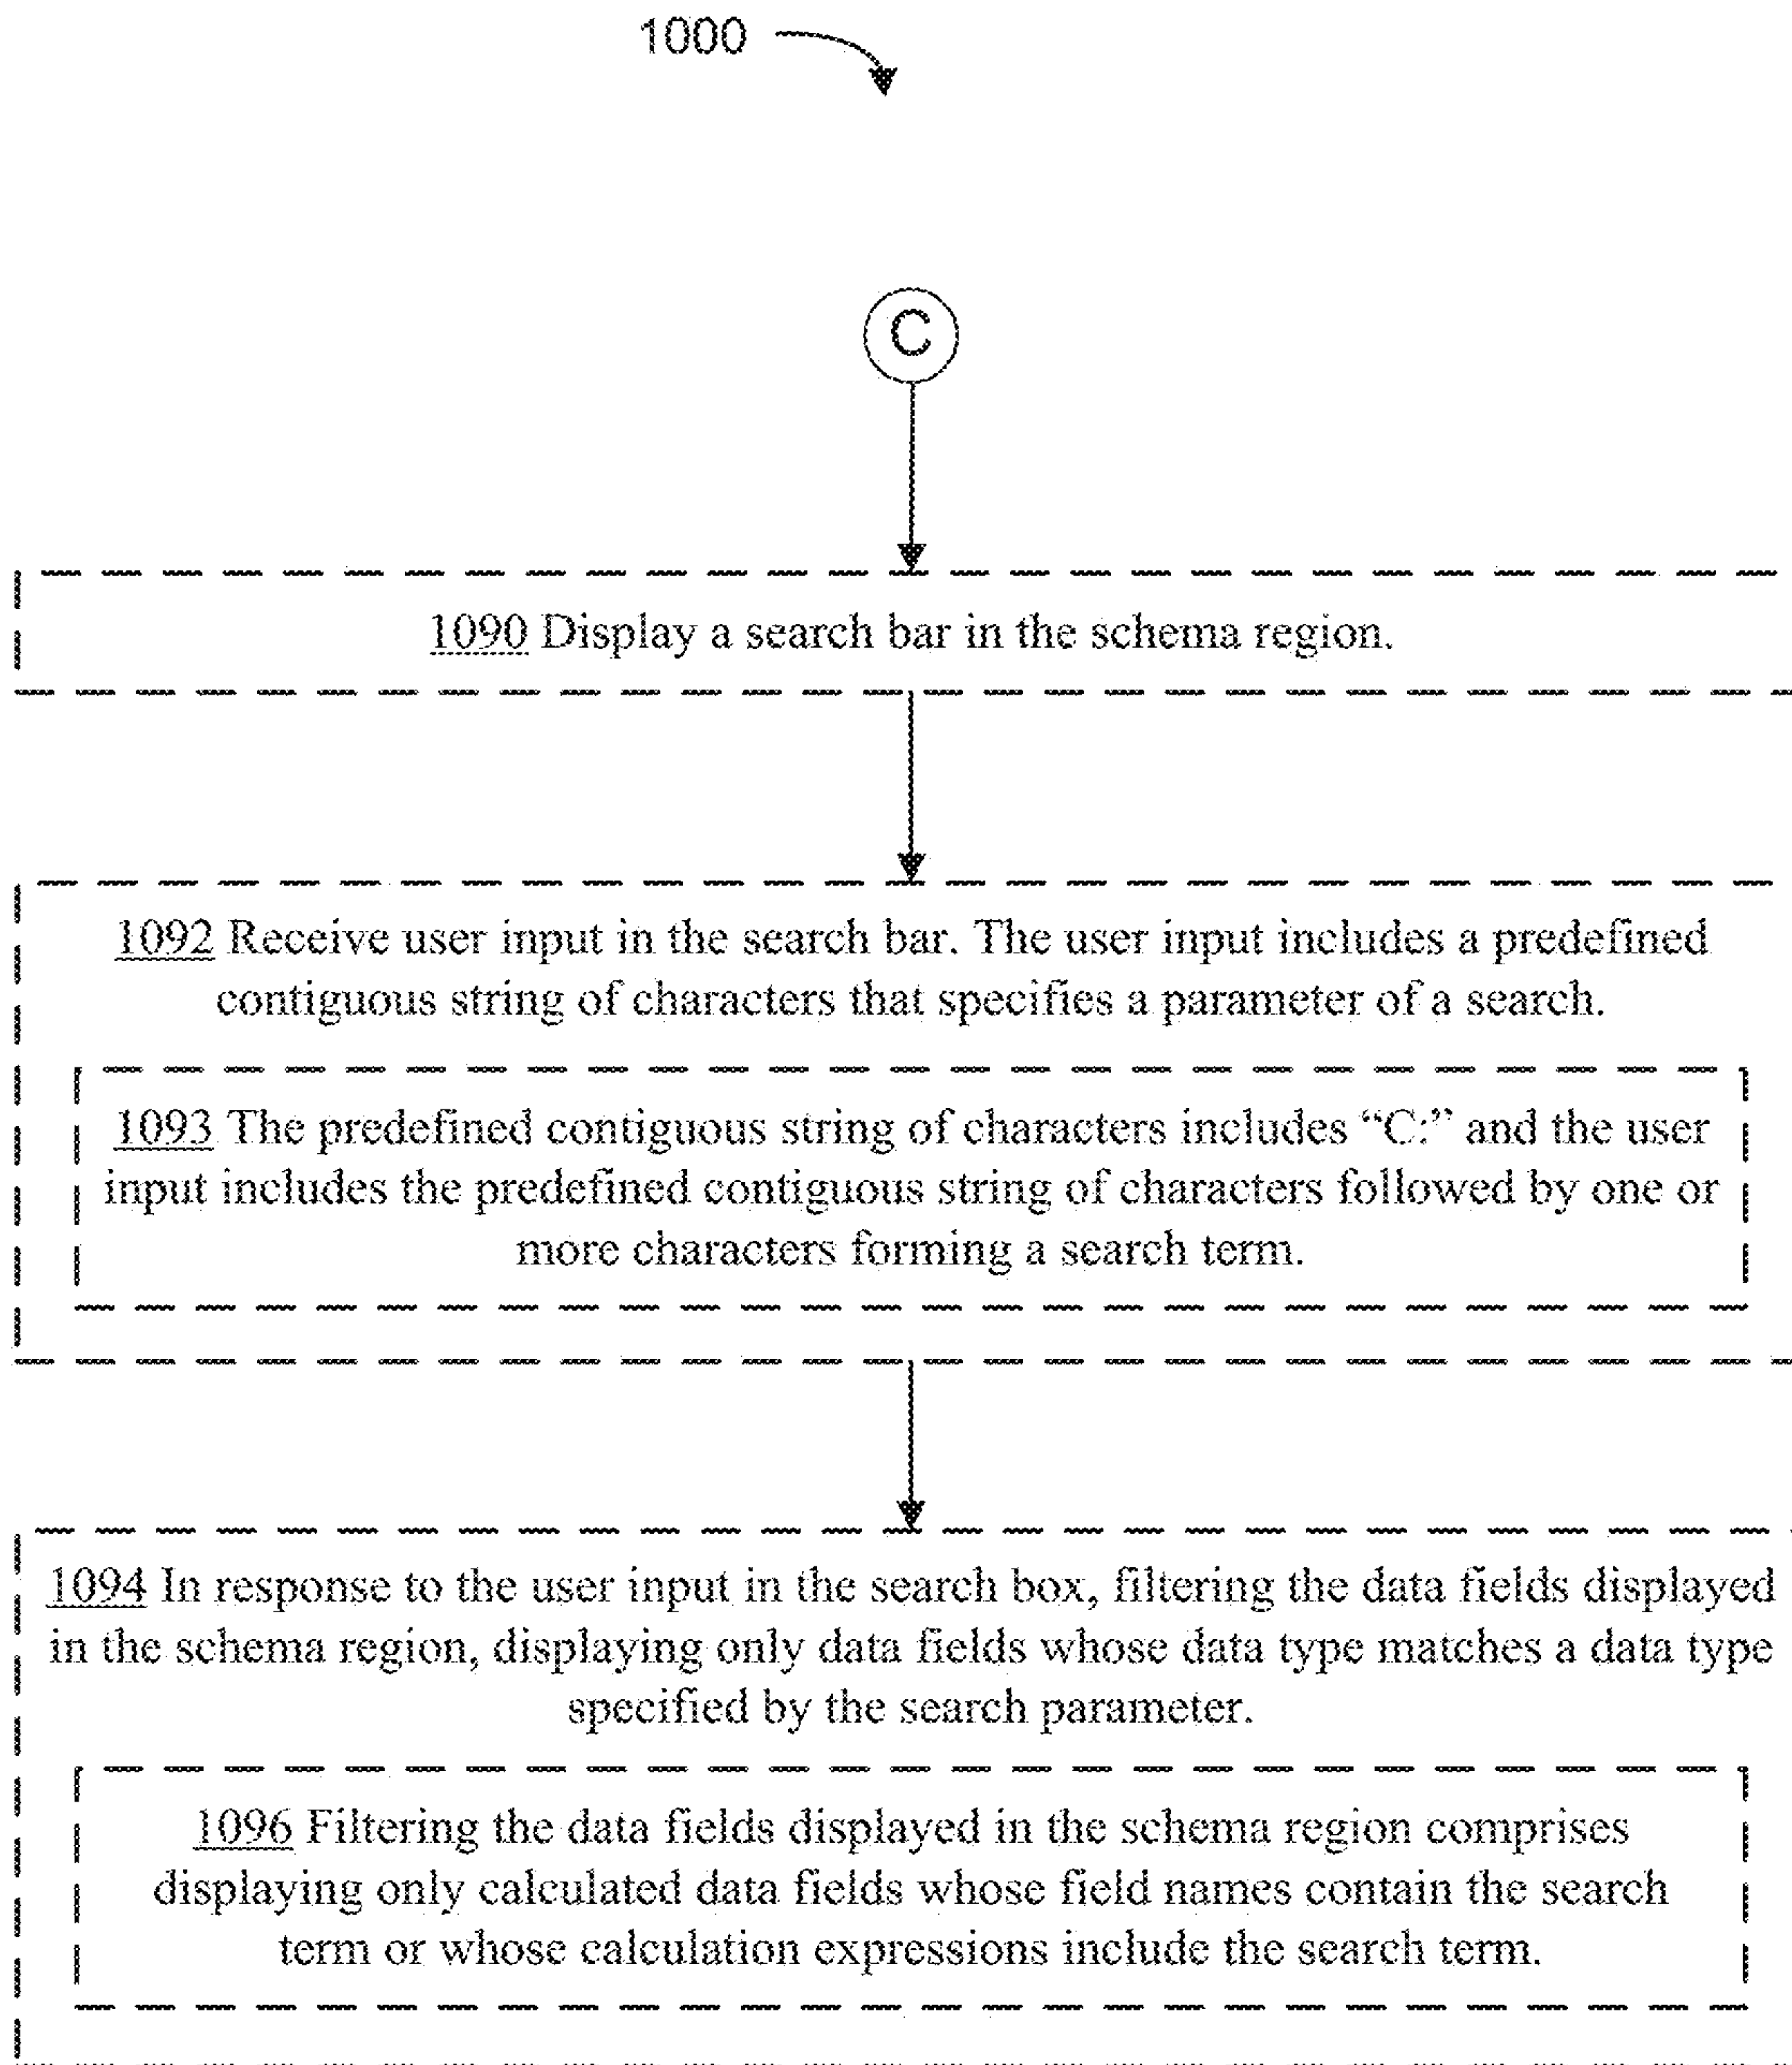 1000
C
1090 Display a search bar in the schema region.
1092 Receive user input in the search bar. The user input includes a predefined
contiguous string of characters that specifies a parameter of a search.
1093 The predefined contiguous string of characters includes “C:” and the user
input includes the predefined contiguous string of characters followed by one or
more characters forming a search term.
1094 In response to the user input in the search box, filtering the data fields displayed
in the schema region, displaying only data fields whose data type matches a data type
specified by the search parameter.
1096 Filtering the data fields displayed in the schema region comprises
displaying only calculated data fields whose field names contain the search
term or whose calculation expressions include the search term.